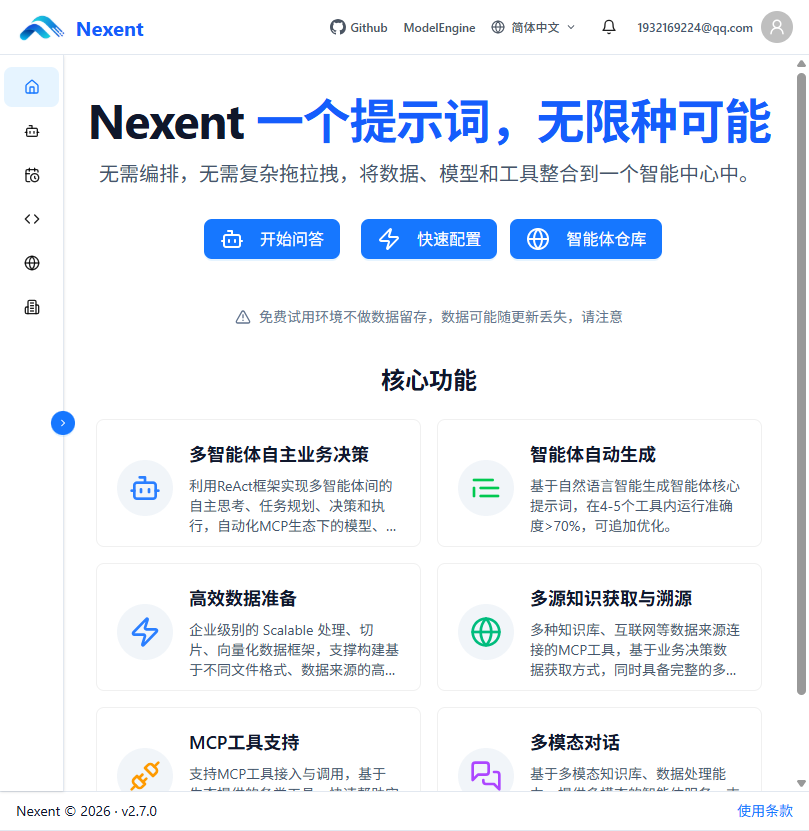 Nexent
Github
ModelEngine
简体中文
1932169224@qq.com
Nexent 一个提示词，无限种可能
无需编排，无需复杂拖拉拽，将数据、模型和工具整合到一个智能中心中。
开始问答
快速配置
智能体仓库
免费试用环境不做数据留存，数据可能随更新丢失，请注意
核心功能
多智能体自主业务决策
利用ReAct框架实现多智能体间的
自主思考、任务规划、决策和执
行，自动化MCP生态下的模型、...
智能体自动生成
基于自然语言智能生成智能体核心
提示词，在4-5个工具内运行准确
度>70%，可追加优化。
高效数据准备
企业级别的 Scalable 处理、切
片、向量化数据框架，支撑构建基
于不同文件格式、数据来源的高...
多源知识获取与溯源
多种知识库、互联网等数据来源连
接的MCP工具，基于业务决策数
据获取方式，同时具备完整的多...
MCP工具支持
支持MCP工具接入与调用，基于
多模态对话
基于多模态知识库、数据处理能
Nexent © 2026 · v2.7.0
使用条款